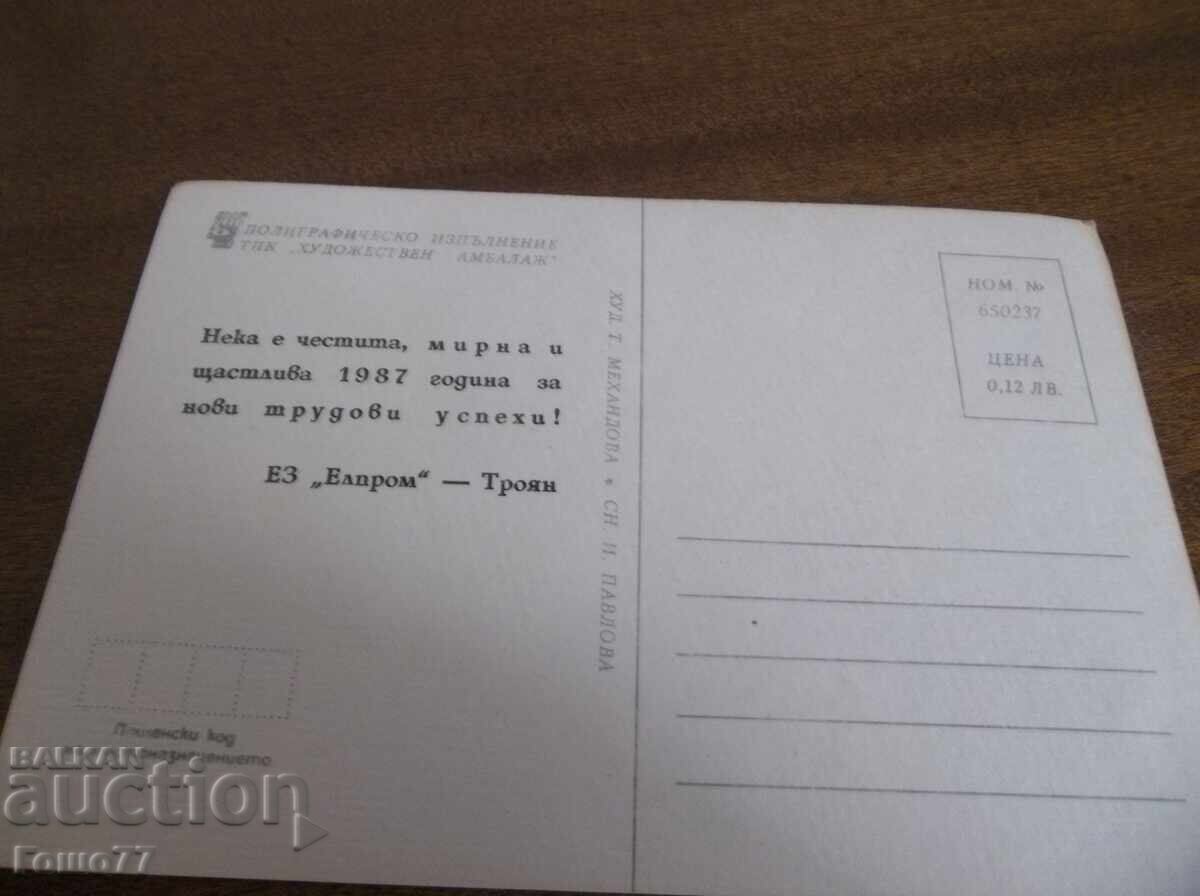 ПОЛИГРАФИЧЕСКО ИЗПЪЛНЕНИЕ
ТПК „ХУДОЖЕСТВЕН АМБАЛАЖ"
Нека е честита, мирна и
щастлива 1987 година за
нови трудови успехи!
ЕЗ „Елпром“ — Троян
ХУД. Т. МЕХАНДОВА * СН. И. ПАВЛОВА
НОМ. №
650237
ЦЕНА
0,12 ЛВ.
Пощенски код
BALKAN
auction
Гошо77